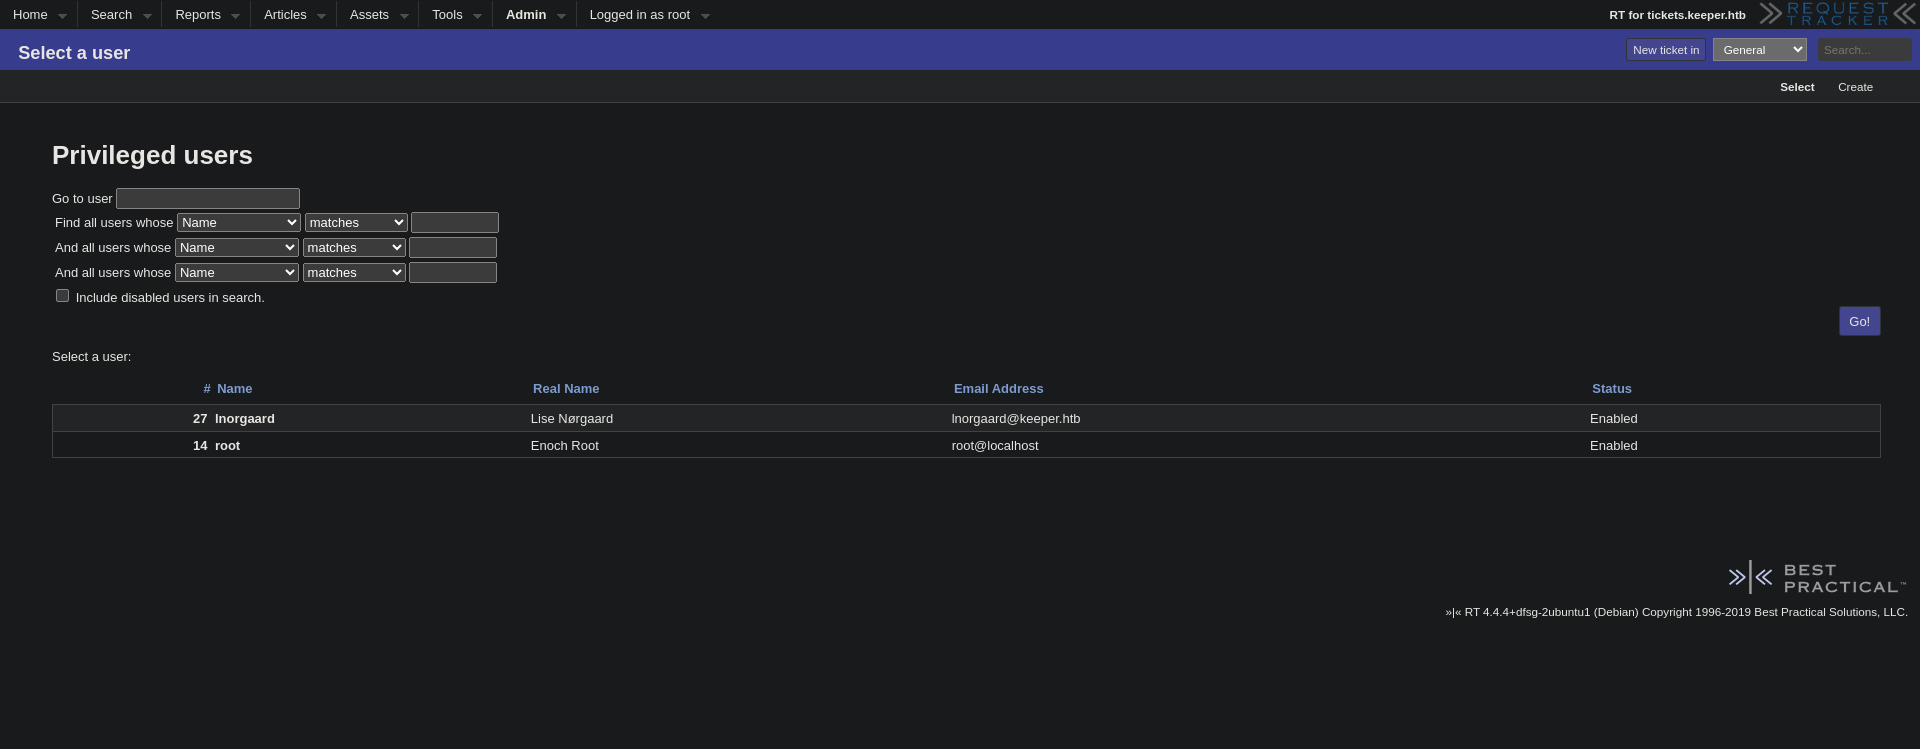 Home Search Reports Articles Assets Tools Admin Logged in as root RT for tickets.keeper.htb REQUEST TRACKER
Select a user New ticket in General Search...
Select Create
Privileged users
Go to user
Find all users whose Name matches
And all users whose Name matches
And all users whose Name matches
Include disabled users in search.
Go!
Select a user:
# Name Real Name Email Address Status
27 lnorgaard Lise Nørgaard lnorgaard@keeper.htb Enabled
14 root Enoch Root root@localhost Enabled
»|« BEST PRACTICAL™
»|« RT 4.4.4+dfsg-2ubuntu1 (Debian) Copyright 1996-2019 Best Practical Solutions, LLC.